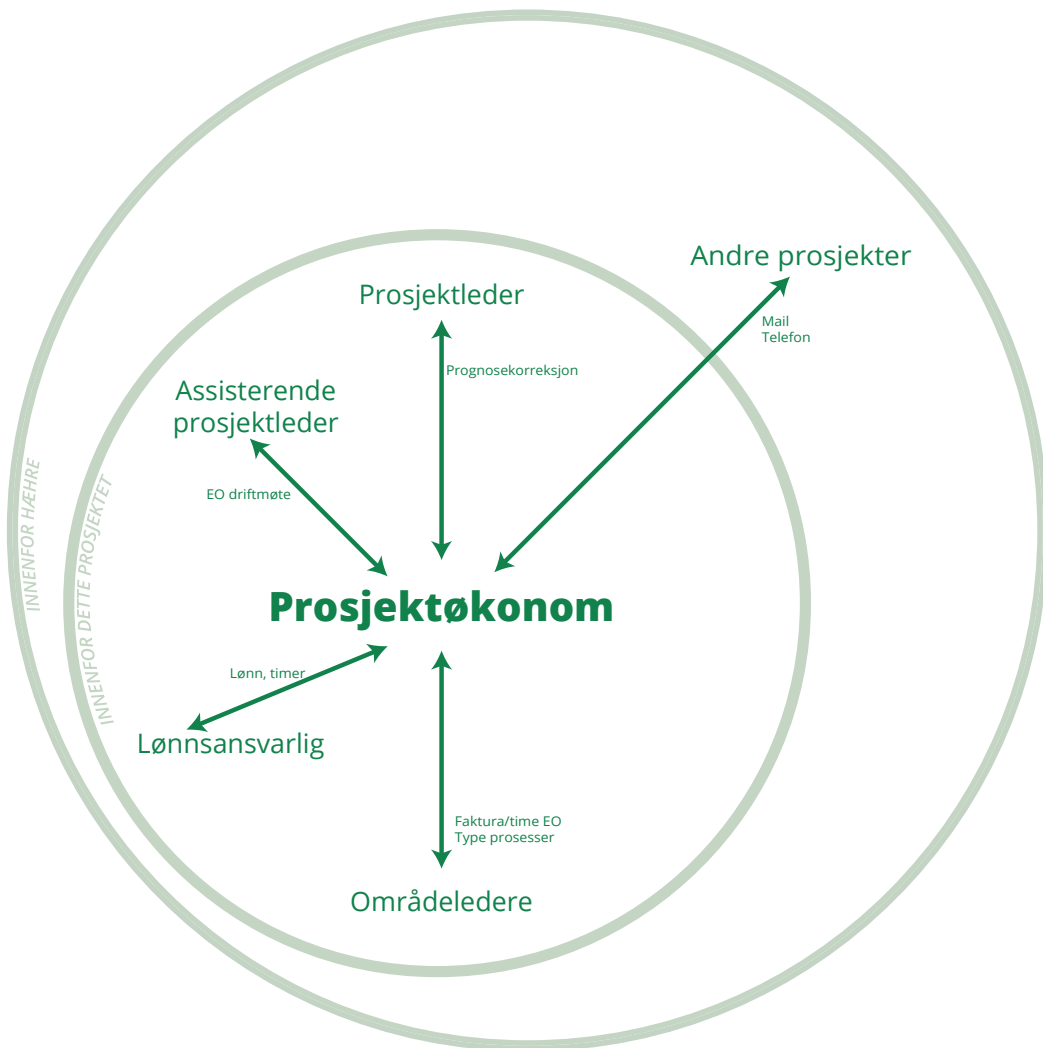 Andre prosjekter
Mail
Telefon
Prosjektleder
Prognosekorreksjon
Assisterende
prosjektleder
EO driftmøte
INNENFOR HÆHRE
INNENFOR DETTE PROSJEKTET
Prosjektøkonom
Lønn, timer
Lønnsansvarlig
Faktura/time EO
Type prosesser
Områdeledere